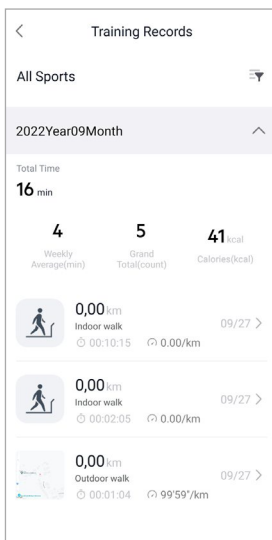 Training Records
All Sports
2022Year09Month
Total Time
16 min
4 5 41 kcal
Weekly Average(min) Grand Total(count) Calories(kcal)
0,00 km
Indoor walk 09/27
00:10:15 0.00/km
0,00 km
Indoor walk 09/27
00:02:05 0.00/km
0,00 km
Outdoor walk 09/27
00:01:04 99'59"/km